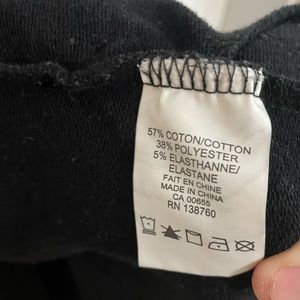 57% COTON/COTTON
38% POLYESTER
5% ELASTHANNE/
ELASTANE
FAIT EN CHINE
MADE IN CHINA
CA 00655
RN 138760